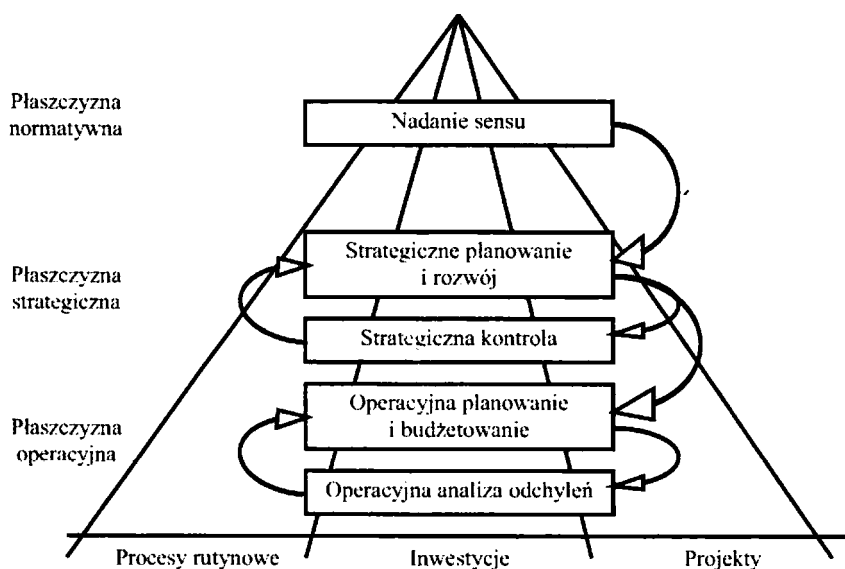 Płaszczyzna
normatywna
Nadanie sensu
Strategiczne planowanie
i rozwój
Płaszczyzna
strategiczna
Strategiczna kontrola
Operacyjna planowanie
i budżetowanie
Płaszczyzna
operacyjna
Operacyjna analiza odchyleń
Procesy rutynowe
Inwestycje
Projekty